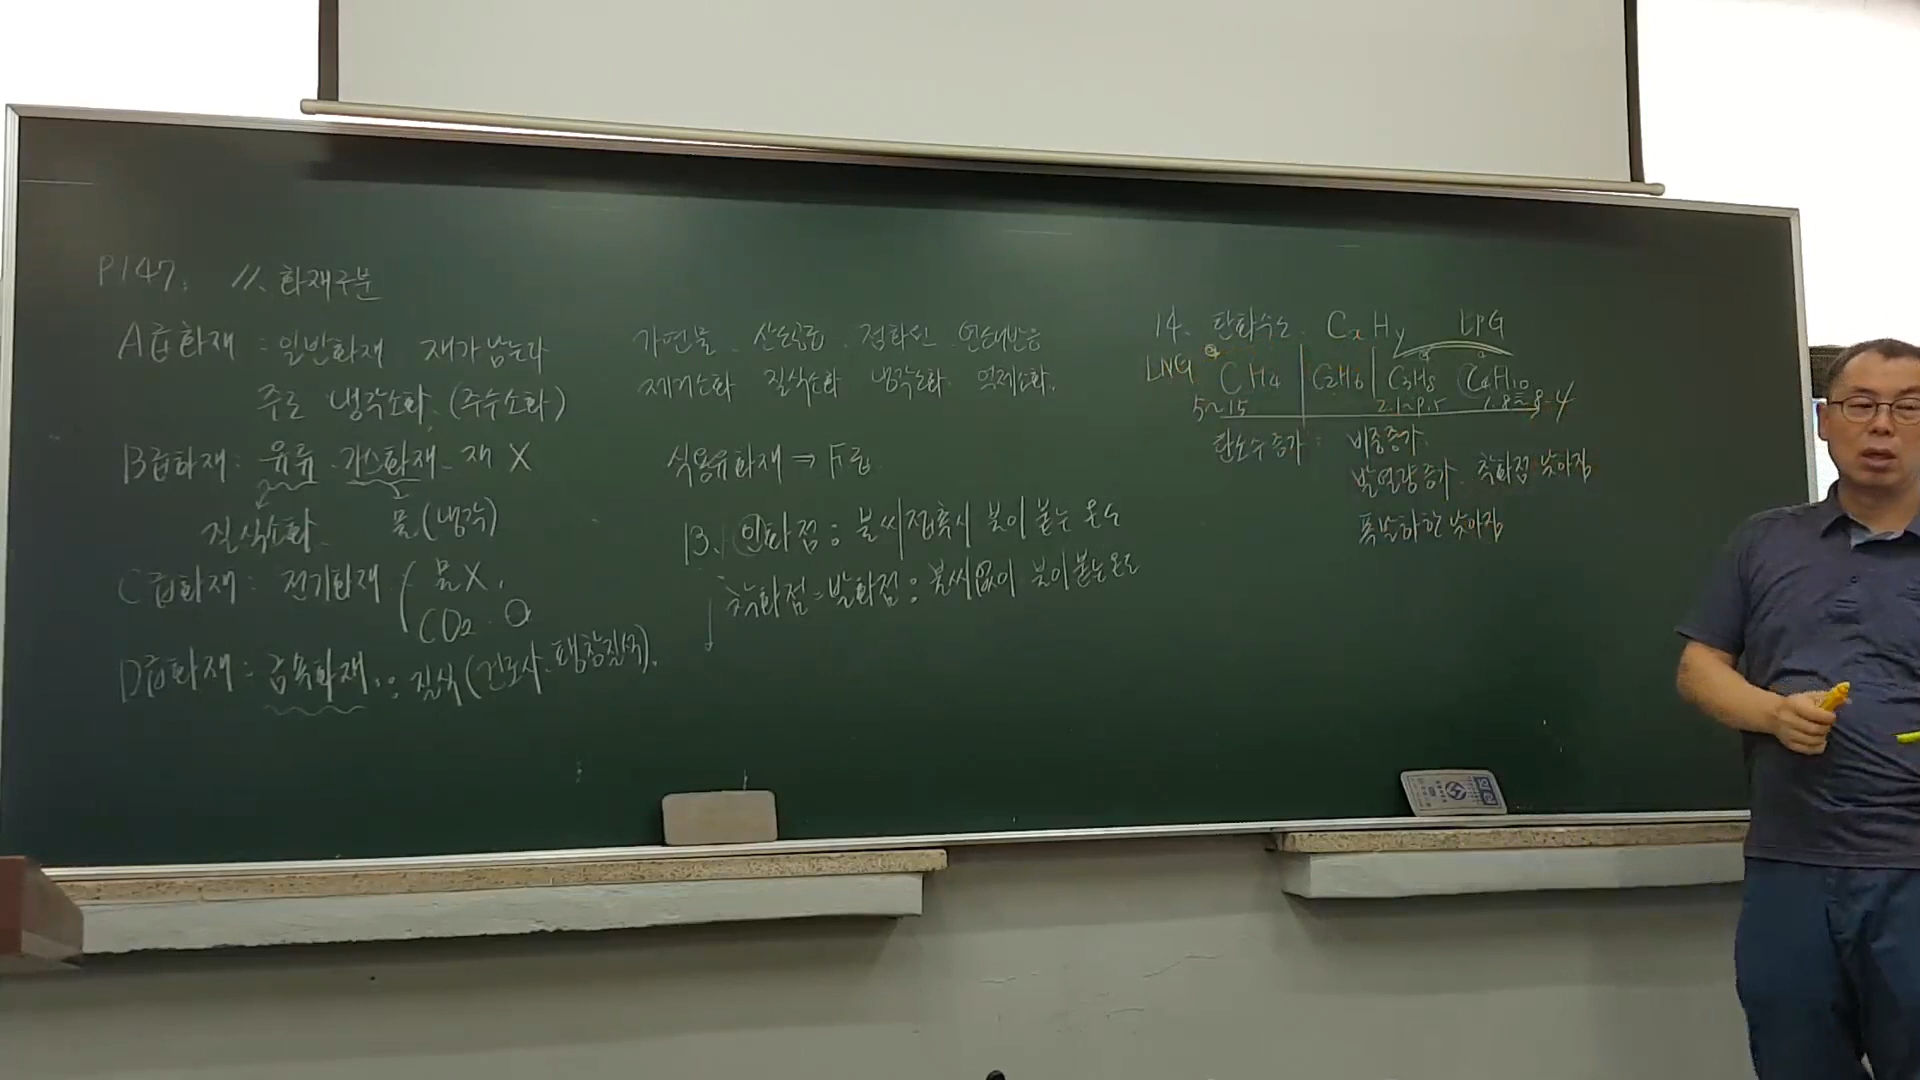 P147. 11. 화재구분
A급화재 : 일반화재 재가남는다
주로 냉각소화. (주수소화)
B급화재 : 유류. 가스화재. 재 X
질식소화. 물.(냉각)
C급화재 : 전기화재 물X.
CO₂. O
D급화재 : 금속화재 : 질식(건조사. 팽창질석).
가연물. 산소공급. 점화원. 연쇄반응
제거소화 질식소화 냉각소화 억제소화.
식용유화재 ⇒ F급.
13. 인화점 : 불씨접촉시 불이 붙는 온도
착화점 = 발화점 : 불씨없이 불이붙는온도
14. 탄화수소. CxHy LPG
LNG CH4 C2H6 C3H8 C4H10
5~15 2.1~9.5 1.8~8.4
탄소수증가 : 비중증가.
발열량증가. 착화점 낮아짐
폭발하한 낮아짐